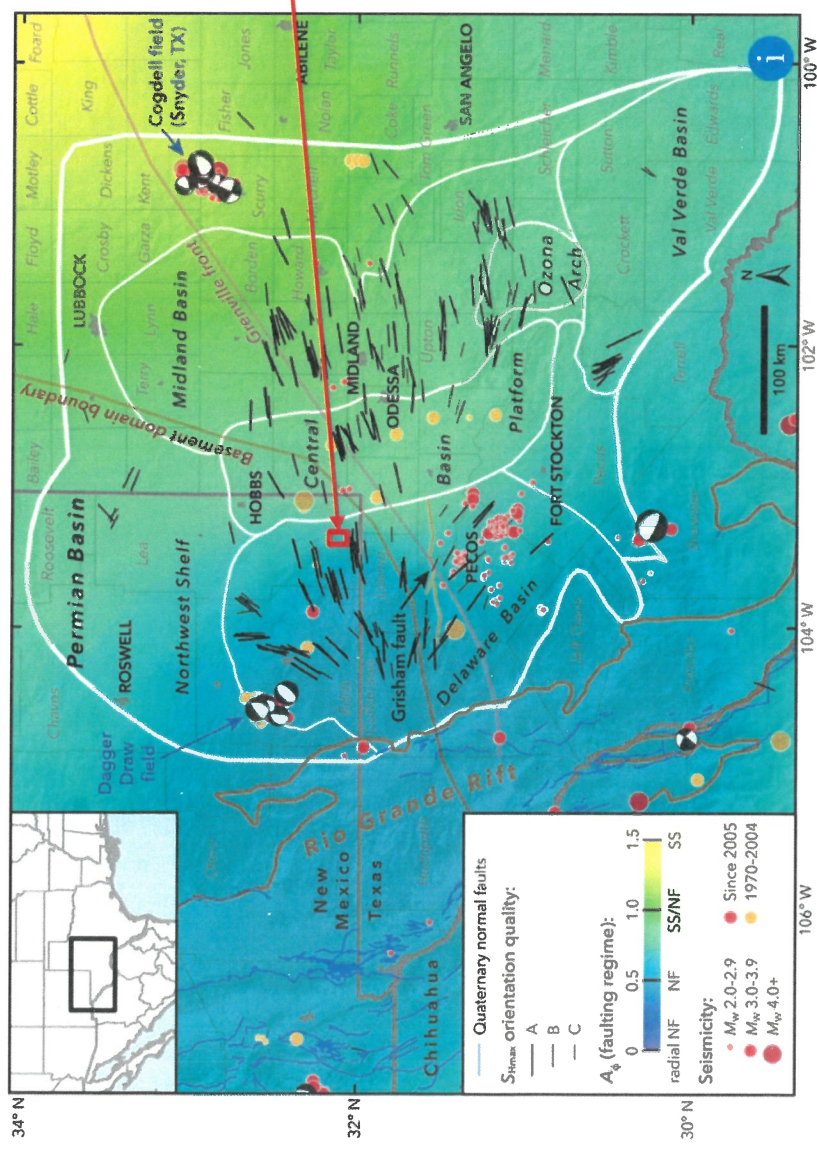 34° N
32° N
30° N
100° W
102° W
104° W
106° W
Foard
Cottle
Motley
Floyd
Hale
Bailey
King
Dickens
Crosby
LUBBOCK
Cogdell field
(Snyder, TX)
Kent
Garza
Lynn
Terry
Jones
Fisher
Scurry
Borden
ABILENE
Taylor
Nolan
Mitchell
Howard
Runnels
Coke
SAN ANGELO
Tom Green
Irion
Menard
Schleicher
Kimble
Sutton
Real
Edwards
Val Verde
Val Verde Basin
Crockett
Terrell
Pecos
Ozona
Arch
Upton
Midland Basin
Grenville front
Basement domain boundary
MIDLAND
ODESSA
Central
Basin
Platform
HOBBS
FORT STOCKTON
PECOS
Permian Basin
Roosevelt
Lea
Northwest Shelf
ROSWELL
Chaves
Dagger
Draw
field
Grisham fault
Delaware Basin
Rio Grande Rift
New
Mexico
Texas
Chihuahua
N
100 km
i
Quaternary normal faults
SHmax orientation quality:
A
B
C
Aϕ (faulting regime):
0
0.5
1.0
1.5
radial NF
NF
SS/NF
SS
Seismicity:
Mw 2.0-2.9
Mw 3.0-3.9
Mw 4.0+
Since 2005
1970-2004